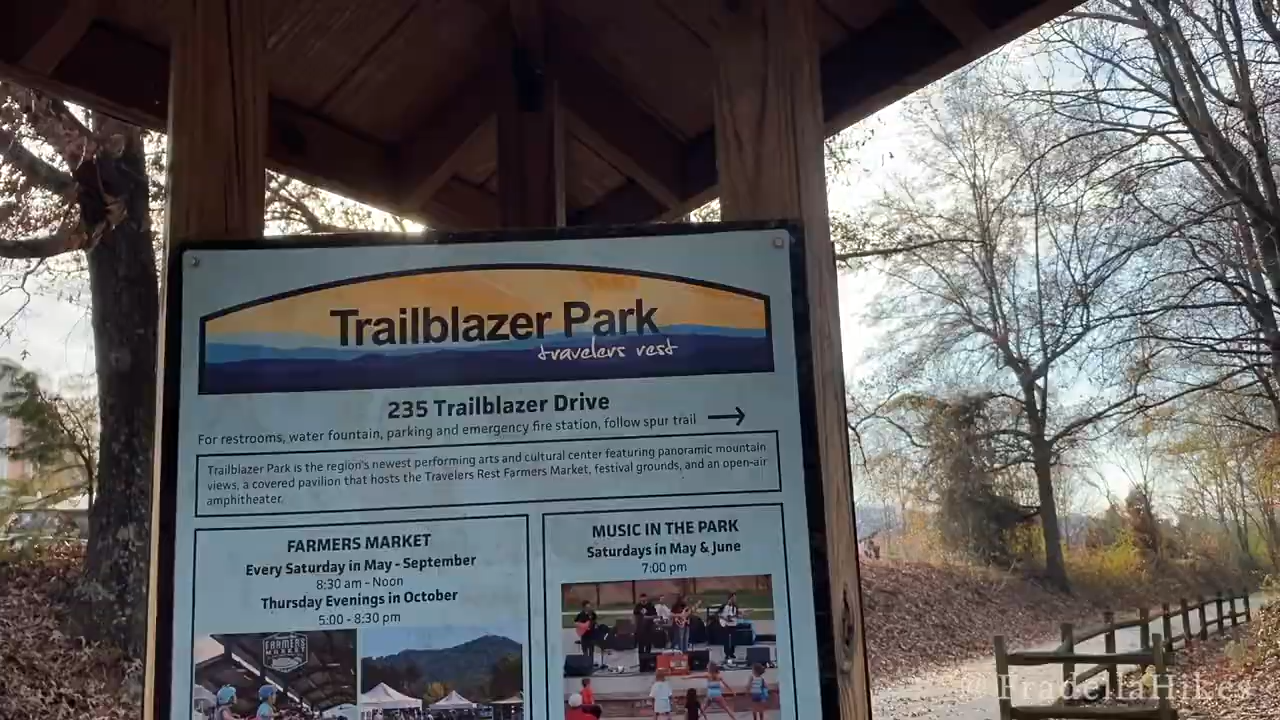 Trailblazer Park
travelers rest
235 Trailblazer Drive
For restrooms, water fountain, parking and emergency fire station, follow spur trail →
Trailblazer Park is the region's newest performing arts and cultural center featuring panoramic mountain
views, a covered pavilion that hosts the Travelers Rest Farmers Market, festival grounds, and an open-air
amphitheater.
FARMERS MARKET
Every Saturday in May - September
8:30 am - Noon
Thursday Evenings in October
5:00 - 8:30 pm
MUSIC IN THE PARK
Saturdays in May & June
7:00 pm
FARMERS
MARKET
@FradellaHikes